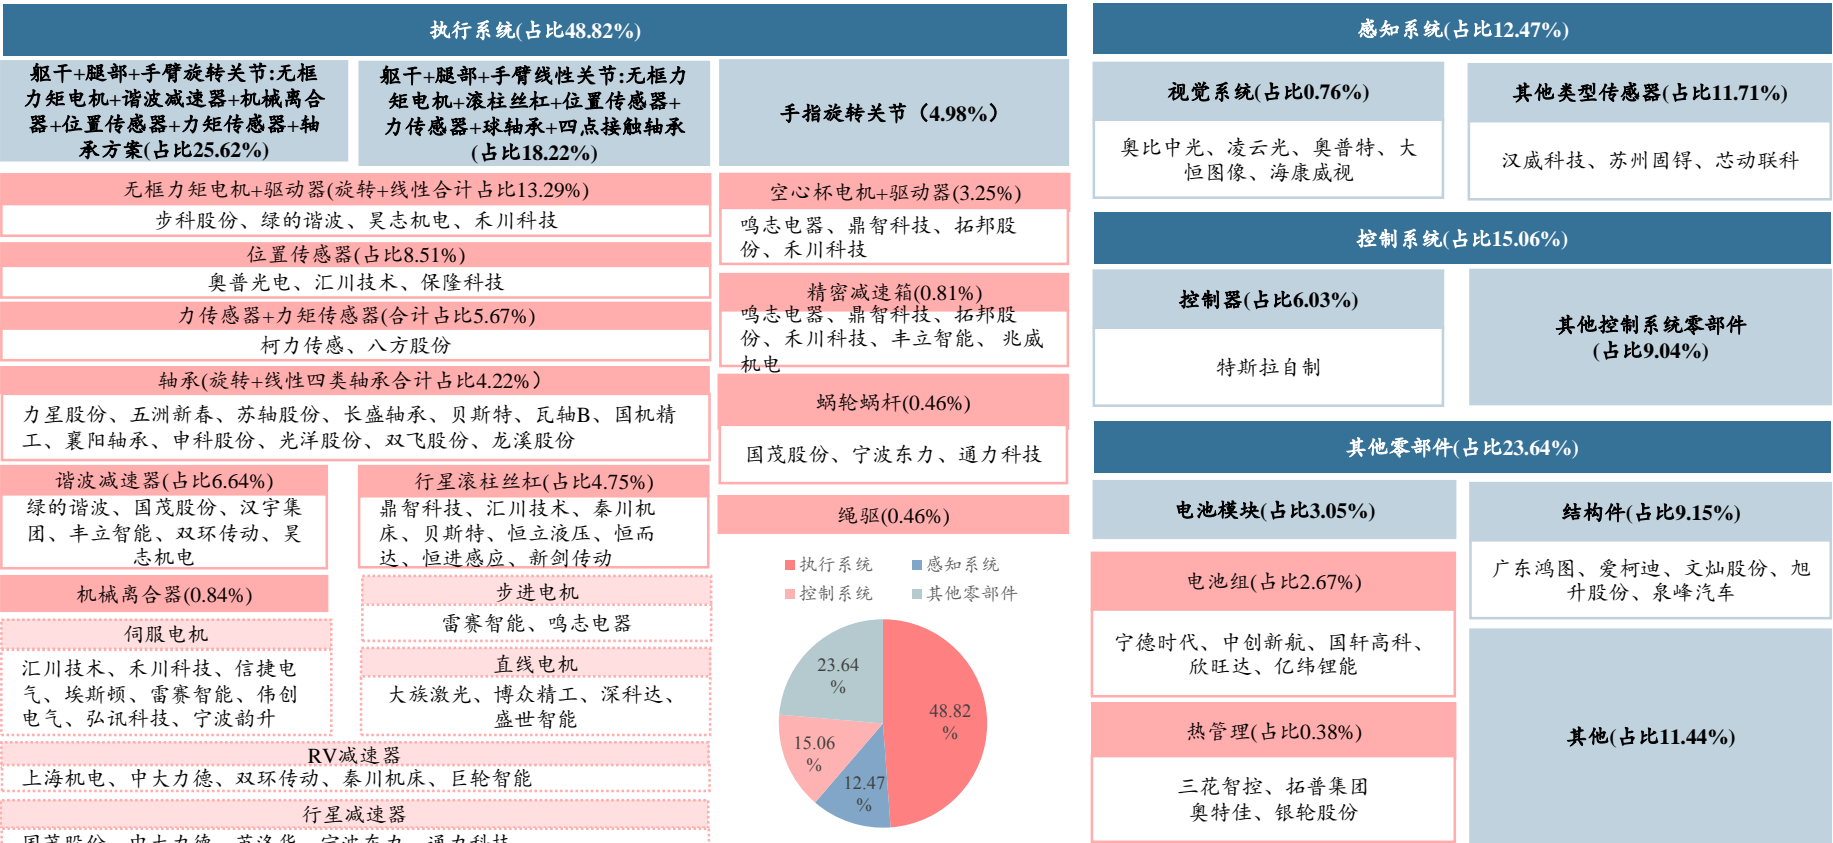 执行系统(占比48.82%)
躯干+腿部+手臂旋转关节:无框
力矩电机+谐波减速器+机械离合
器+位置传感器+力矩传感器+轴
承方案(占比25.62%)
躯干+腿部+手臂线性关节:无框力
矩电机+滚柱丝杠+位置传感器+
力传感器+球轴承+四点接触轴承
(占比18.22%)
手指旋转关节（4.98%）
无框力矩电机+驱动器(旋转+线性合计占比13.29%)
步科股份、绿的谐波、昊志机电、禾川科技
位置传感器(占比8.51%)
奥普光电、汇川技术、保隆科技
力传感器+力矩传感器(合计占比5.67%)
柯力传感、八方股份
轴承(旋转+线性四类轴承合计占比4.22%）
力星股份、五洲新春、苏轴股份、长盛轴承、贝斯特、瓦轴B、国机精
工、襄阳轴承、申科股份、光洋股份、双飞股份、龙溪股份
谐波减速器(占比6.64%)
绿的谐波、国茂股份、汉宇集
团、丰立智能、双环传动、昊
志机电
行星滚柱丝杠(占比4.75%)
鼎智科技、汇川技术、秦川机
床、贝斯特、恒立液压、恒而
达、恒进感应、新剑传动
机械离合器(0.84%)
伺服电机
汇川技术、禾川科技、信捷电
气、埃斯顿、雷赛智能、伟创
电气、弘讯科技、宁波韵升
步进电机
雷赛智能、鸣志电器
直线电机
大族激光、博众精工、深科达、
盛世智能
RV减速器
上海机电、中大力德、双环传动、秦川机床、巨轮智能
行星减速器
国茂股份、中大力德、英洛华、宁波东力、通力科技
空心杯电机+驱动器(3.25%)
鸣志电器、鼎智科技、拓邦股
份、禾川科技
精密减速箱(0.81%)
鸣志电器、鼎智科技、拓邦股
份、禾川科技、丰立智能、兆威
机电
蜗轮蜗杆(0.46%)
国茂股份、宁波东力、通力科技
绳驱(0.46%)
执行系统
感知系统
控制系统
其他零部件
23.64
%
48.82
%
15.06
%
12.47
%
感知系统(占比12.47%)
视觉系统(占比0.76%)
奥比中光、凌云光、奥普特、大
恒图像、海康威视
其他类型传感器(占比11.71%)
汉威科技、苏州固锝、芯动联科
控制系统(占比15.06%)
控制器(占比6.03%)
特斯拉自制
其他控制系统零部件
(占比9.04%)
其他零部件(占比23.64%)
电池模块(占比3.05%)
电池组(占比2.67%)
宁德时代、中创新航、国轩高科、
欣旺达、亿纬锂能
热管理(占比0.38%)
三花智控、拓普集团
奥特佳、银轮股份
结构件(占比9.15%)
广东鸿图、爱柯迪、文灿股份、旭
升股份、泉峰汽车
其他(占比11.44%)